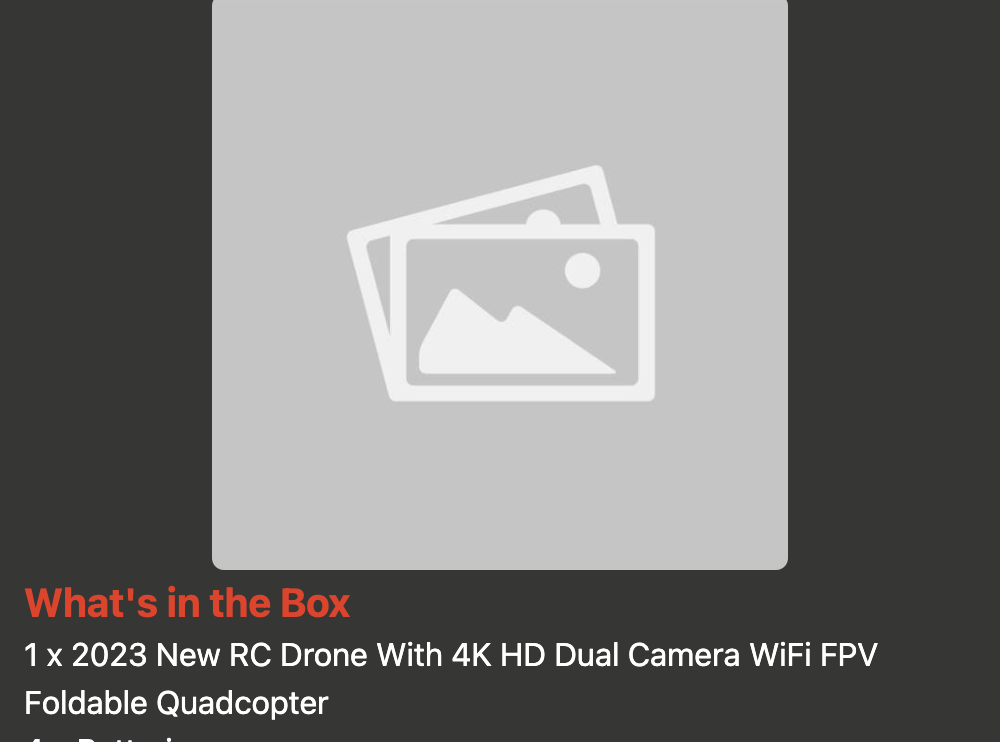 What's in the Box
1 x 2023 New RC Drone With 4K HD Dual Camera WiFi FPV
Foldable Quadcopter